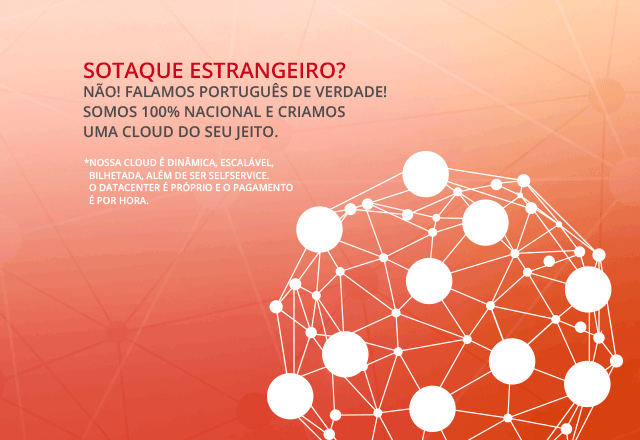 SOTAQUE ESTRANGEIRO?
NÃO! FALAMOS PORTUGUÊS DE VERDADE!
SOMOS 100% NACIONAL E CRIAMOS
UMA CLOUD DO SEU JEITO.
*NOSSA CLOUD É DINÂMICA, ESCALÁVEL,
BILHETADA, ALÉM DE SER SELFSERVICE.
O DATACENTER É PRÓPRIO E O PAGAMENTO
É POR HORA.